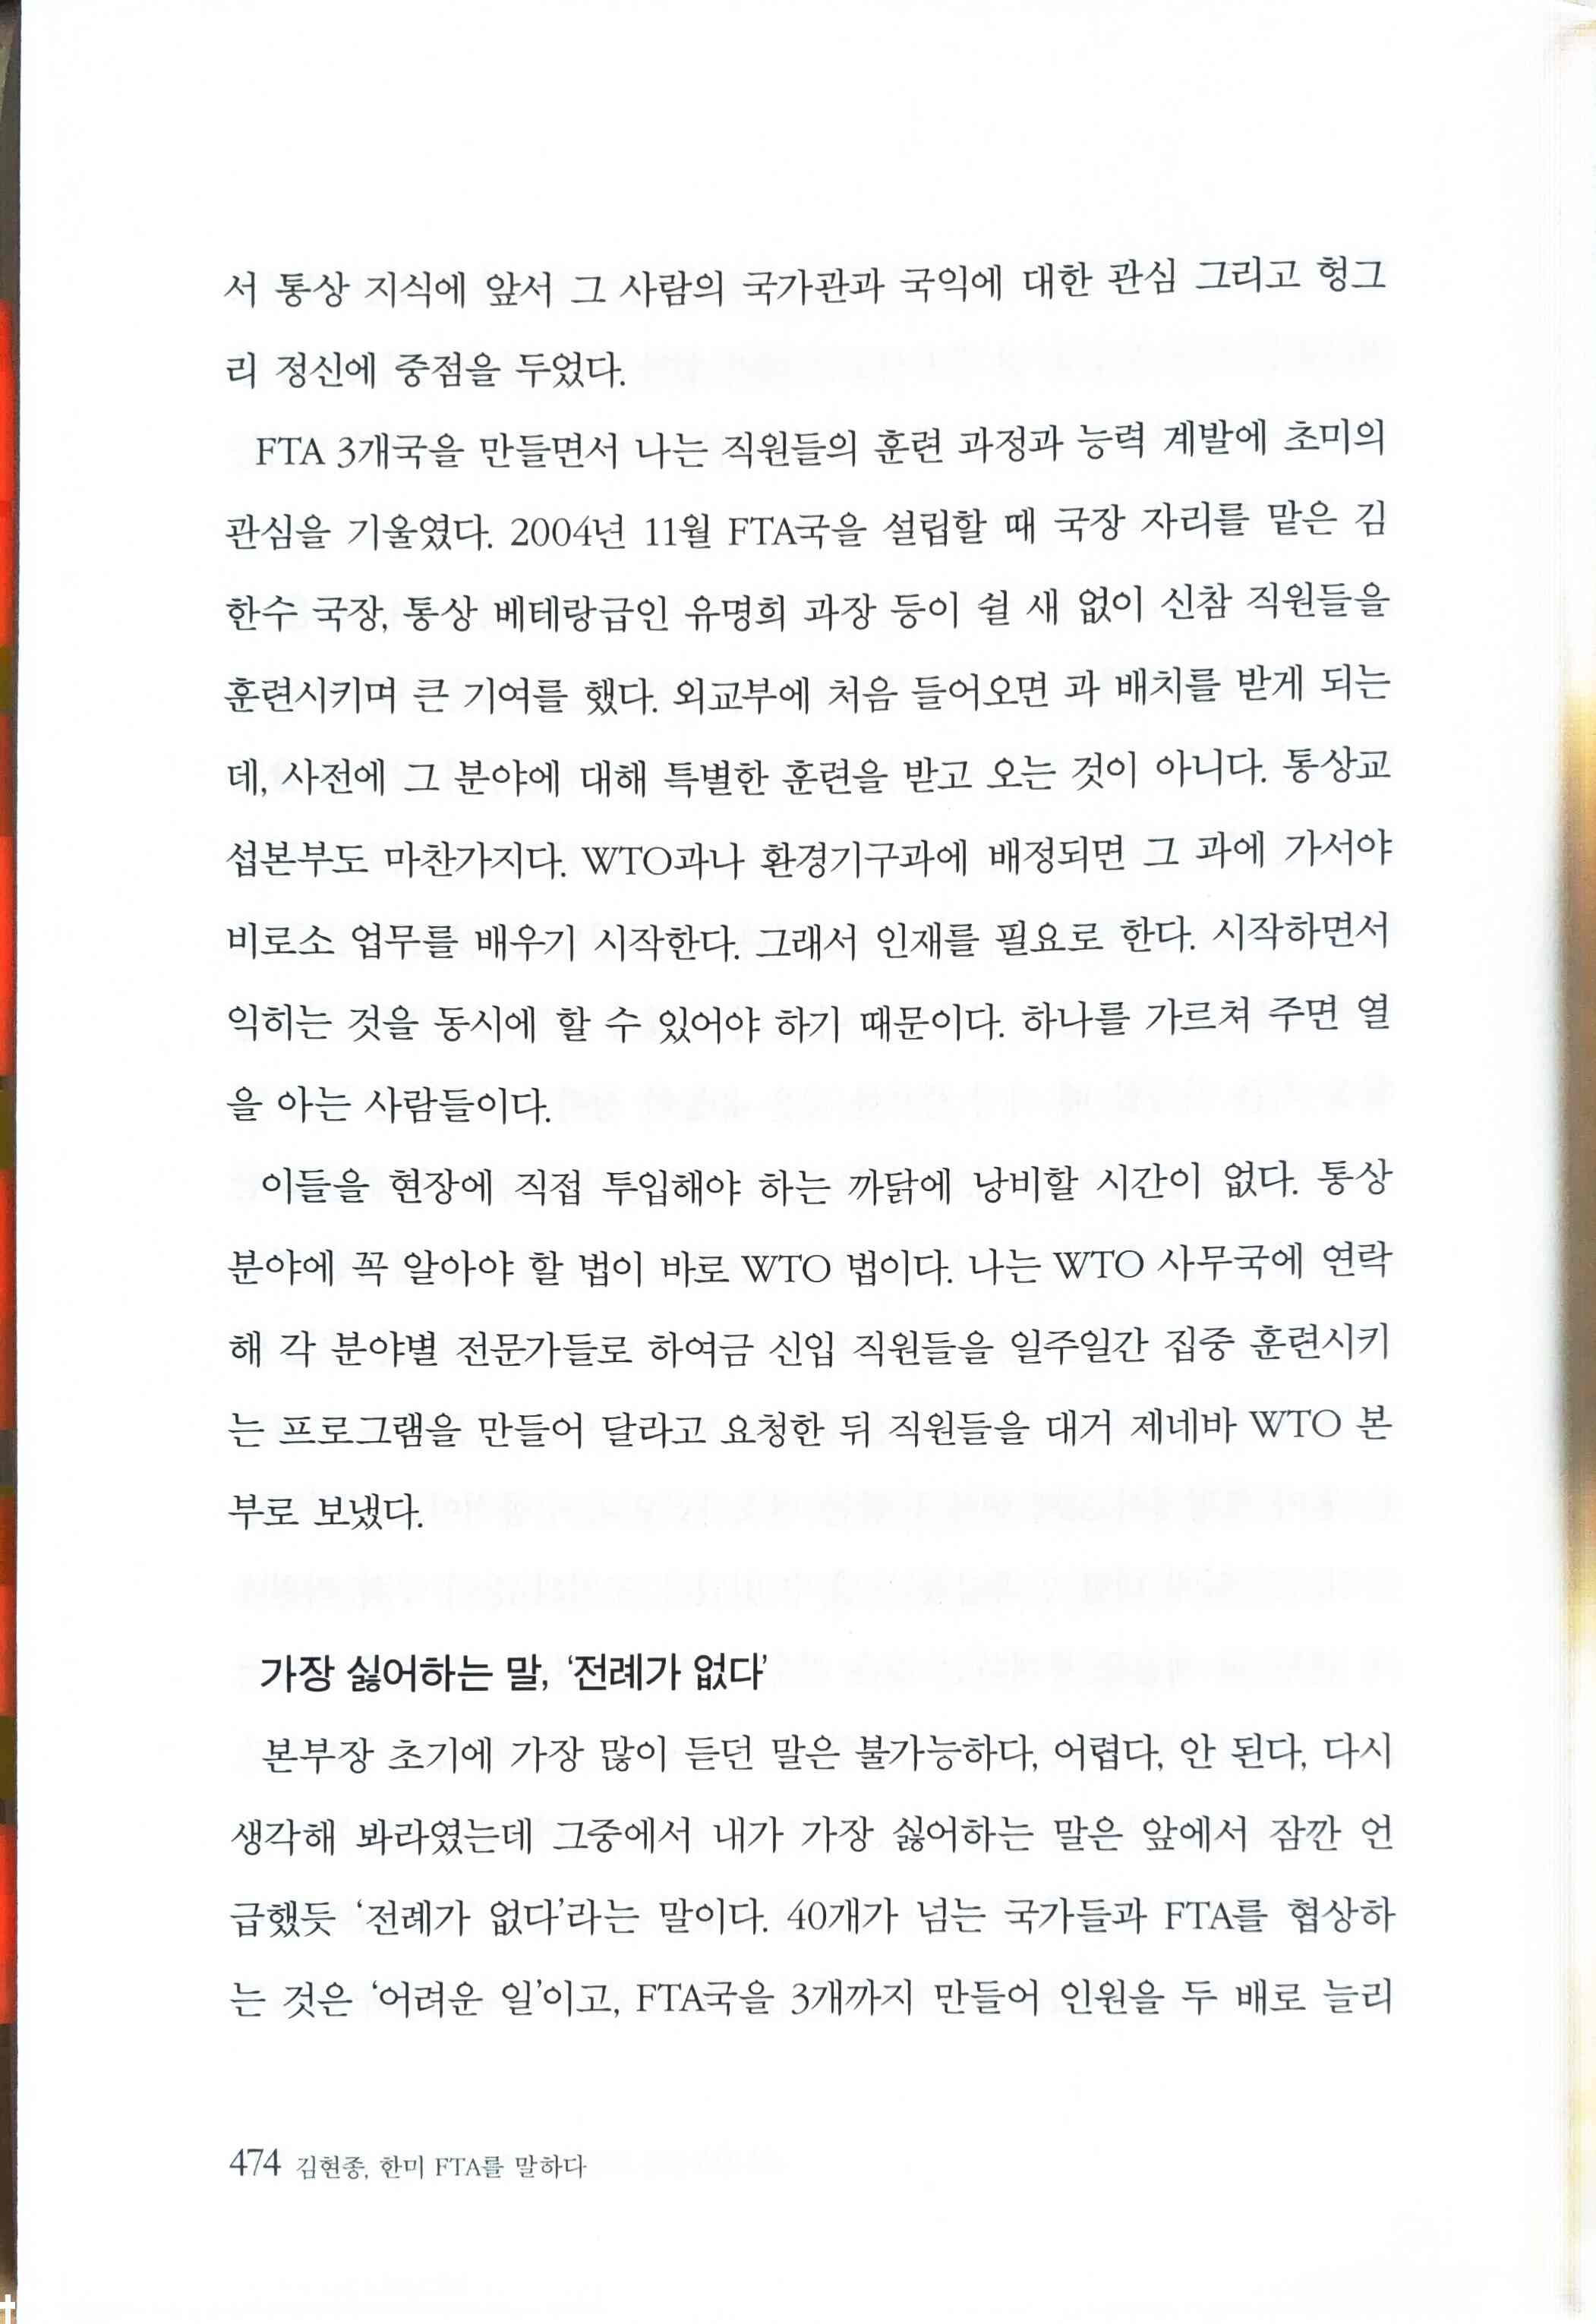 서 통상 지식에 앞서 그 사람의 국가관과 국익에 대한 관심 그리고 헝그
리 정신에 중점을 두었다.
FTA 3개국을 만들면서 나는 직원들의 훈련 과정과 능력 계발에 초미의
관심을 기울였다. 2004년 11월 FTA국을 설립할 때 국장 자리를 맡은 김
한수 국장, 통상 베테랑급인 유명희 과장 등이 쉴 새 없이 신참 직원들을
훈련시키며 큰 기여를 했다. 외교부에 처음 들어오면 과 배치를 받게 되는
데, 사전에 그 분야에 대해 특별한 훈련을 받고 오는 것이 아니다. 통상교
섭본부도 마찬가지다. WTO과나 환경기구과에 배정되면 그 과에 가서야
비로소 업무를 배우기 시작한다. 그래서 인재를 필요로 한다. 시작하면서
익히는 것을 동시에 할 수 있어야 하기 때문이다. 하나를 가르쳐 주면 열
을 아는 사람들이다.
이들을 현장에 직접 투입해야 하는 까닭에 낭비할 시간이 없다. 통상
분야에 꼭 알아야 할 법이 바로 WTO 법이다. 나는 WTO 사무국에 연락
해 각 분야별 전문가들로 하여금 신입 직원들을 일주일간 집중 훈련시키
는 프로그램을 만들어 달라고 요청한 뒤 직원들을 대거 제네바 WTO 본
부로 보냈다.
가장 싫어하는 말, ‘전례가 없다’
본부장 초기에 가장 많이 듣던 말은 불가능하다, 어렵다, 안 된다, 다시
생각해 봐라였는데 그중에서 내가 가장 싫어하는 말은 앞에서 잠깐 언
급했듯 ‘전례가 없다’라는 말이다. 40개가 넘는 국가들과 FTA를 협상하
는 것은 ‘어려운 일’이고, FTA국을 3개까지 만들어 인원을 두 배로 늘리
474 김현종, 한미 FTA를 말하다